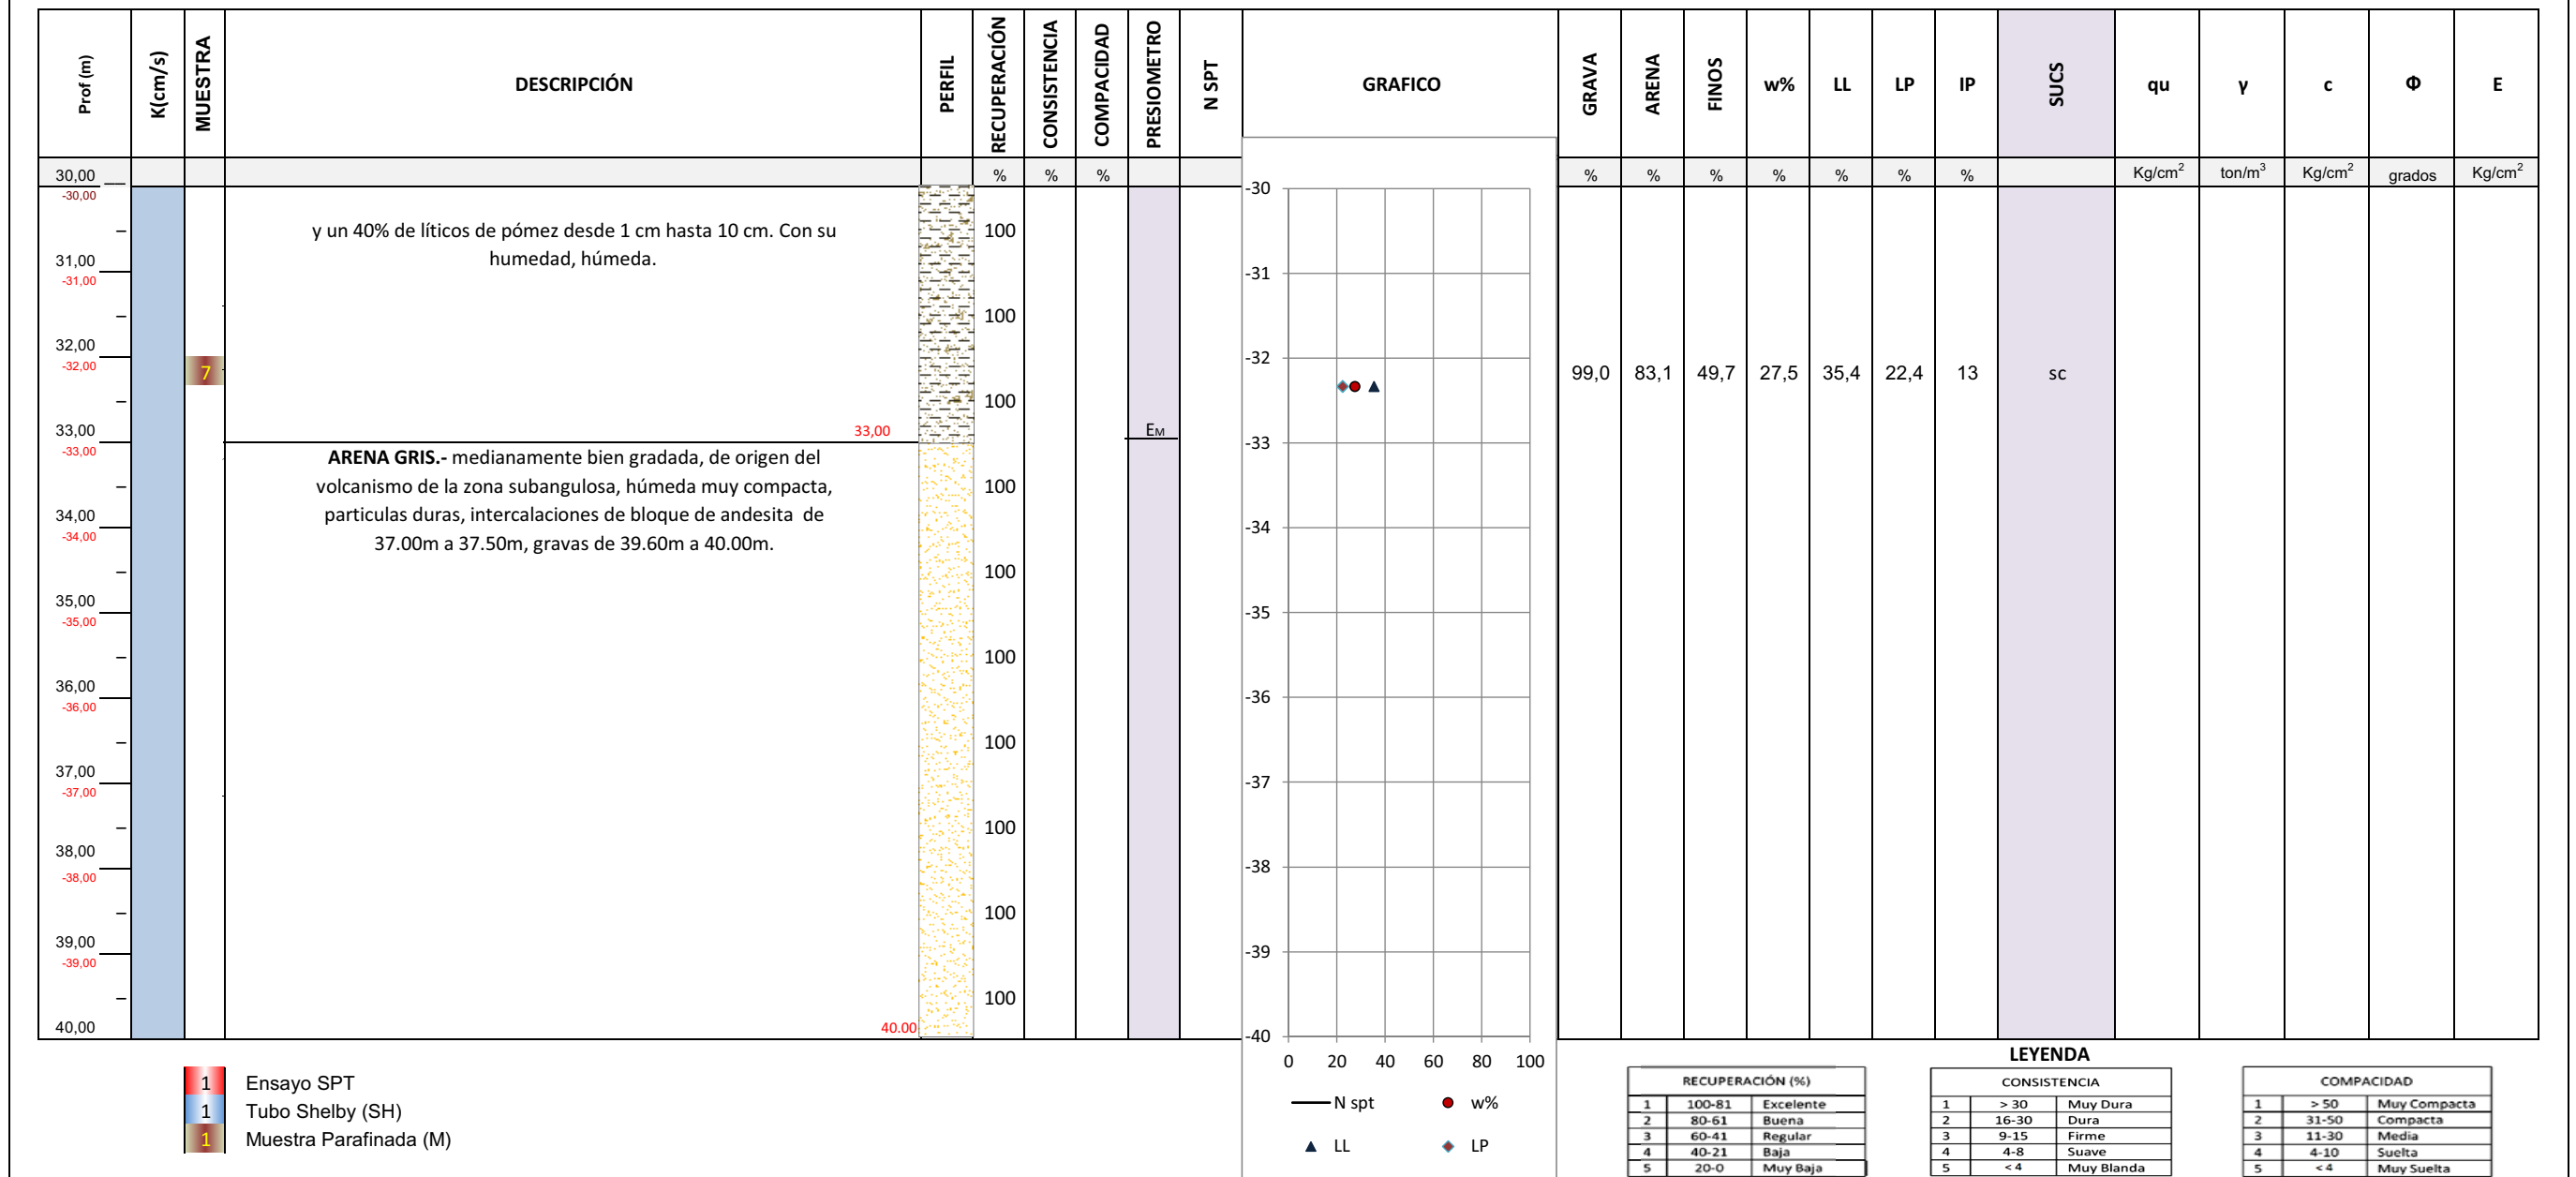 Prof (m) K(cm/s) MUESTRA DESCRIPCIÓN PERFIL RECUPERACIÓN CONSISTENCIA COMPACIDAD PRESIOMETRO N SPT GRAFICO GRAVA ARENA FINOS w% LL LP IP SUCS qu γ c Φ E
30,00 % % % % % % % % % % Kg/cm² ton/m³ Kg/cm² grados Kg/cm²
-30,00 -30
y un 40% de líticos de pómez desde 1 cm hasta 10 cm. Con su 100
humedad, húmeda.
31,00
-31,00 -31
100
32,00
-32,00 -32
7 99,0 83,1 49,7 27,5 35,4 22,4 13 sc
100
33,00 33,00 EM
-33,00 -33
ARENA GRIS.- medianamente bien gradada, de origen del
volcanismo de la zona subangulosa, húmeda muy compacta, 100
particulas duras, intercalaciones de bloque de andesita de
34,00
-34,00 -34
37.00m a 37.50m, gravas de 39.60m a 40.00m.
100
35,00
-35,00 -35
100
36,00
-36,00 -36
100
37,00
-37,00 -37
100
38,00
-38,00 -38
100
39,00
-39,00 -39
100
40,00 40.00 -40
0 20 40 60 80 100
N spt w%
LL LP
1 Ensayo SPT
1 Tubo Shelby (SH)
1 Muestra Parafinada (M)
LEYENDA
RECUPERACIÓN (%)
1 100-81 Excelente
2 80-61 Buena
3 60-41 Regular
4 40-21 Baja
5 20-0 Muy Baja
CONSISTENCIA
1 > 30 Muy Dura
2 16-30 Dura
3 9-15 Firme
4 4-8 Suave
5 < 4 Muy Blanda
COMPACIDAD
1 > 50 Muy Compacta
2 31-50 Compacta
3 11-30 Media
4 4-10 Suelta
5 < 4 Muy Suelta